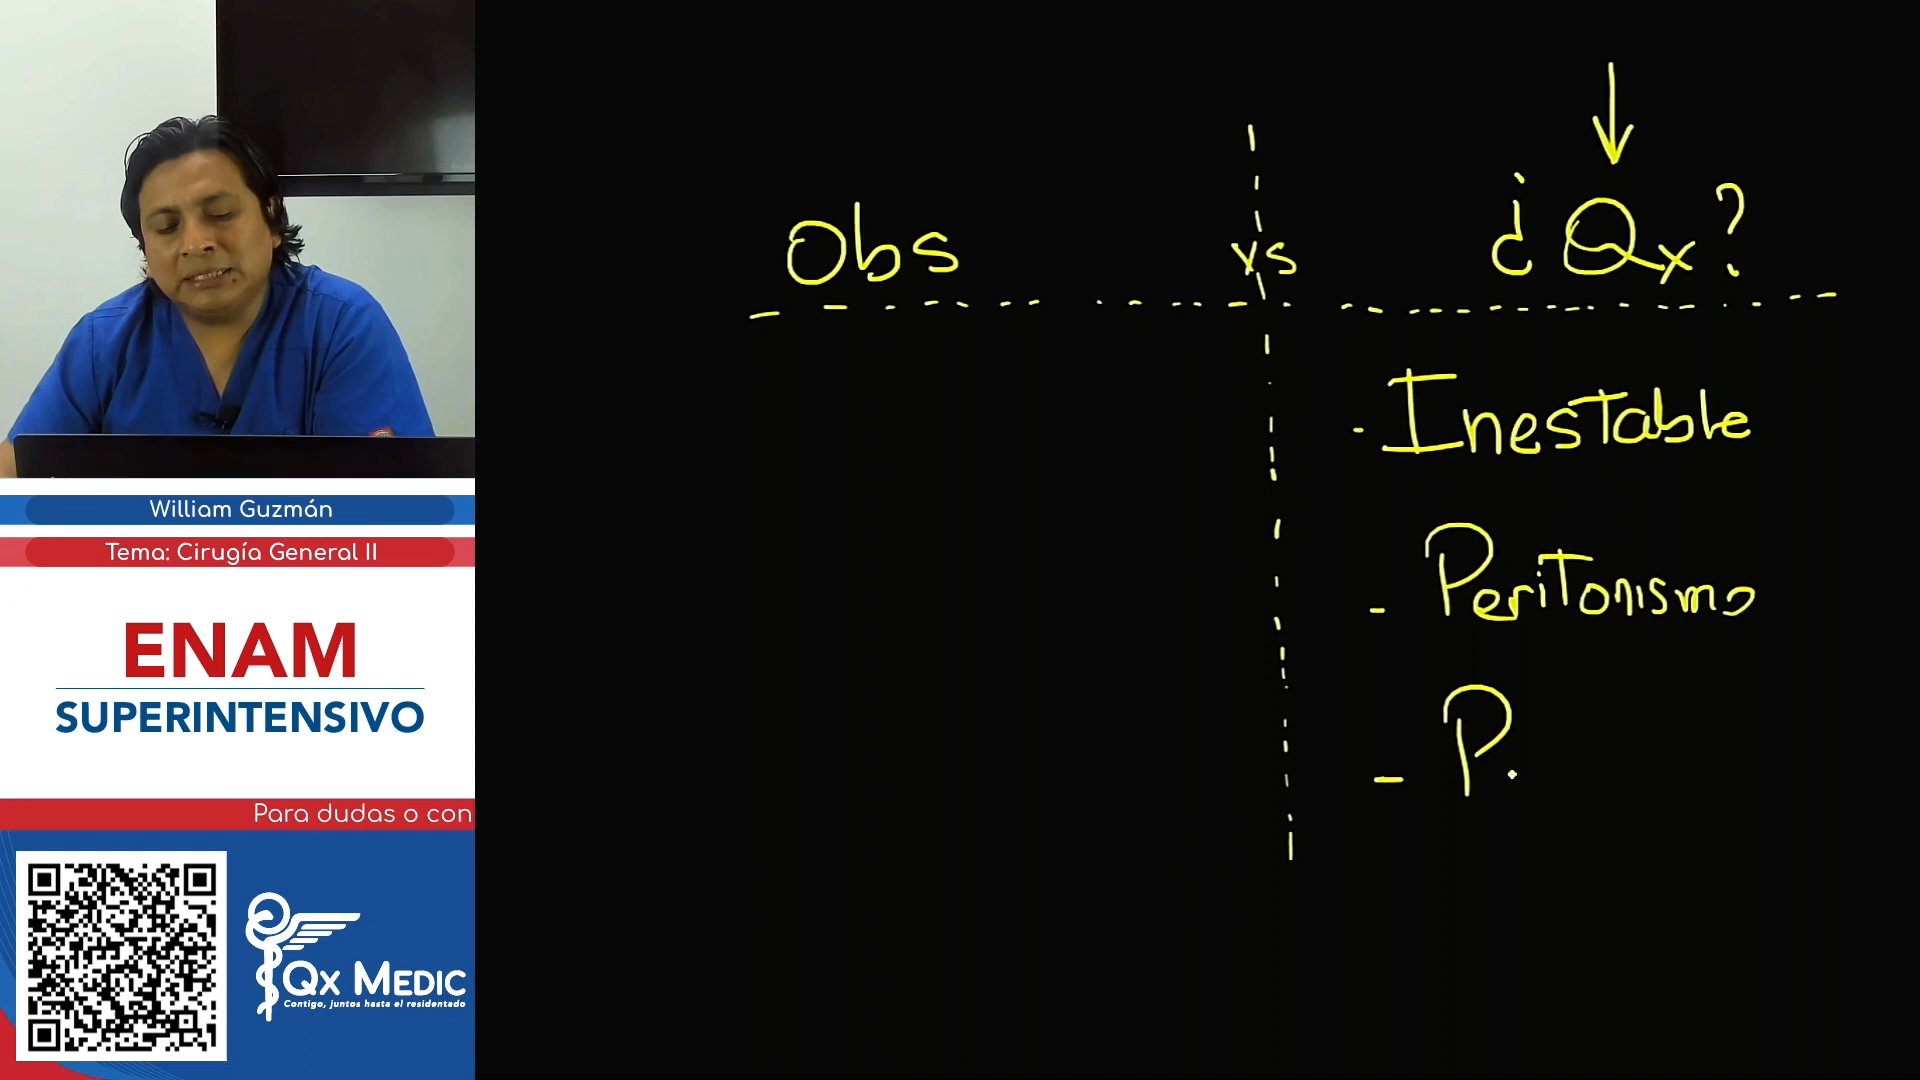 Obs vs ¿Qx?
- Inestable
- Peritonismo
- P.
William Guzmán
Tema: Cirugía General II
ENAM
SUPERINTENSIVO
Para dudas o con
QX MEDIC
Contigo, juntos hasta el residentado